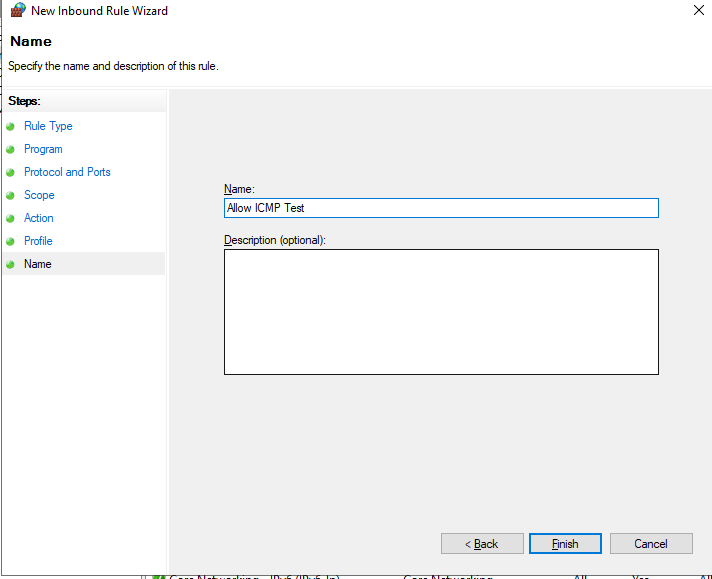 New Inbound Rule Wizard
Name
Specify the name and description of this rule.
Steps:
Rule Type
Program
Protocol and Ports
Scope
Action
Profile
Name
Name:
Allow ICMP Test
Description (optional):
< Back
Finish
Cancel